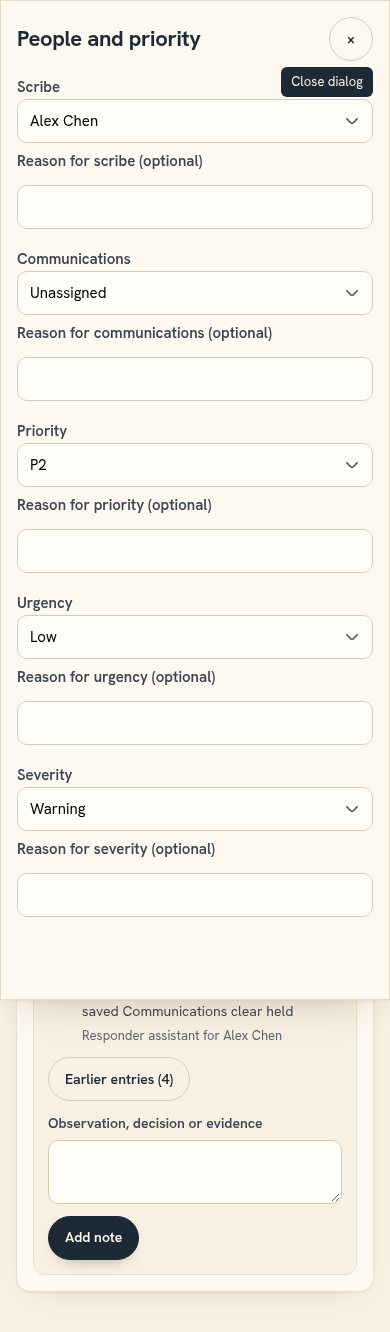 People and priority
×
Close dialog
Scribe
Alex Chen
Reason for scribe (optional)
Communications
Unassigned
Reason for communications (optional)
Priority
P2
Reason for priority (optional)
Urgency
Low
Reason for urgency (optional)
Severity
Warning
Reason for severity (optional)
saved Communications clear held
Responder assistant for Alex Chen
Earlier entries (4)
Observation, decision or evidence
Add note